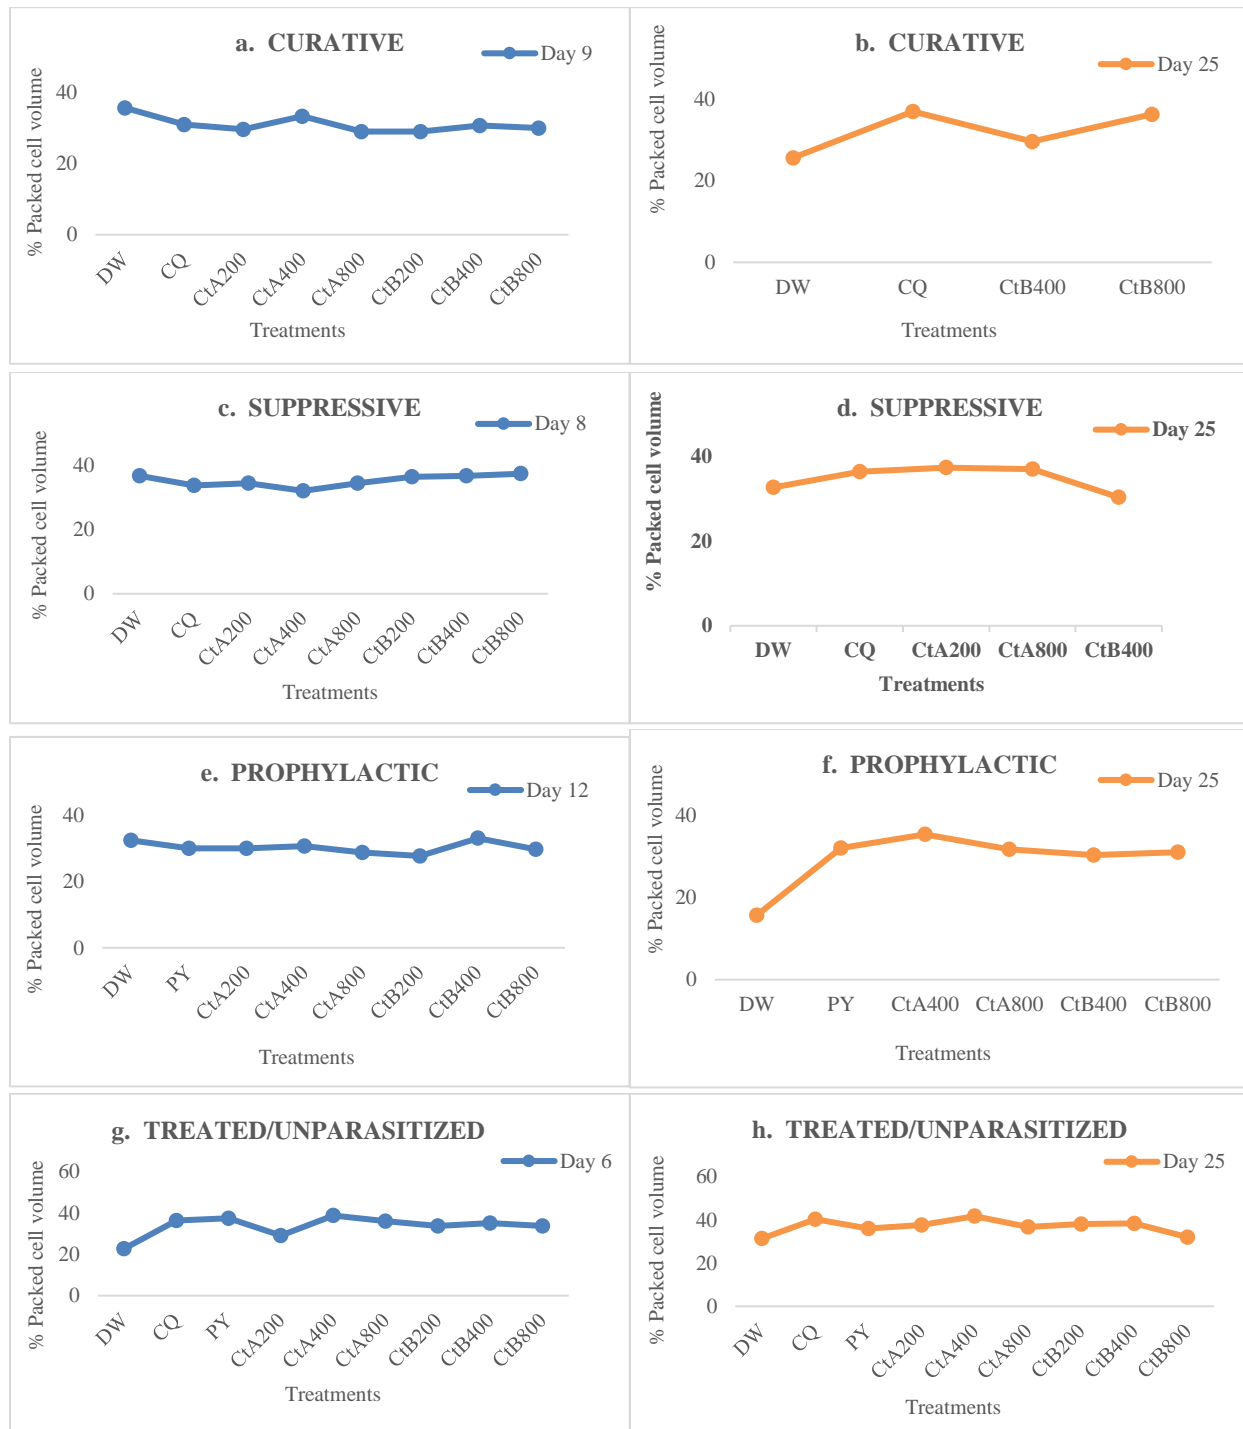 a. CURATIVE
Day 9
% Packed cell volume
40
20
0
DW CQ CtA200 CtA400 CtA800 CtB200 CtB400 CtB800
Treatments
b. CURATIVE
Day 25
% Packed cell volume
40
20
0
DW CQ CtB400 CtB800
Treatments
c. SUPPRESSIVE
Day 8
% Packed cell volume
40
20
0
DW CQ CtA200 CtA400 CtA800 CtB200 CtB400 CtB800
Treatments
d. SUPPRESSIVE
Day 25
% Packed cell volume
40
20
0
DW CQ CtA200 CtA800 CtB400
Treatments
e. PROPHYLACTIC
Day 12
% Packed cell volume
40
20
0
DW PY CtA200 CtA400 CtA800 CtB200 CtB400 CtB800
Treatments
f. PROPHYLACTIC
Day 25
% Packed cell volume
40
20
0
DW PY CtA400 CtA800 CtB400 CtB800
Treatments
g. TREATED/UNPARASITIZED
Day 6
% Packed cell volume
60
40
20
0
DW CQ PY CtA200 CtA400 CtA800 CtB200 CtB400 CtB800
Treatments
h. TREATED/UNPARASITIZED
Day 25
% Packed cell volume
60
40
20
0
DW CQ PY CtA200 CtA400 CtA800 CtB200 CtB400 CtB800
Treatments